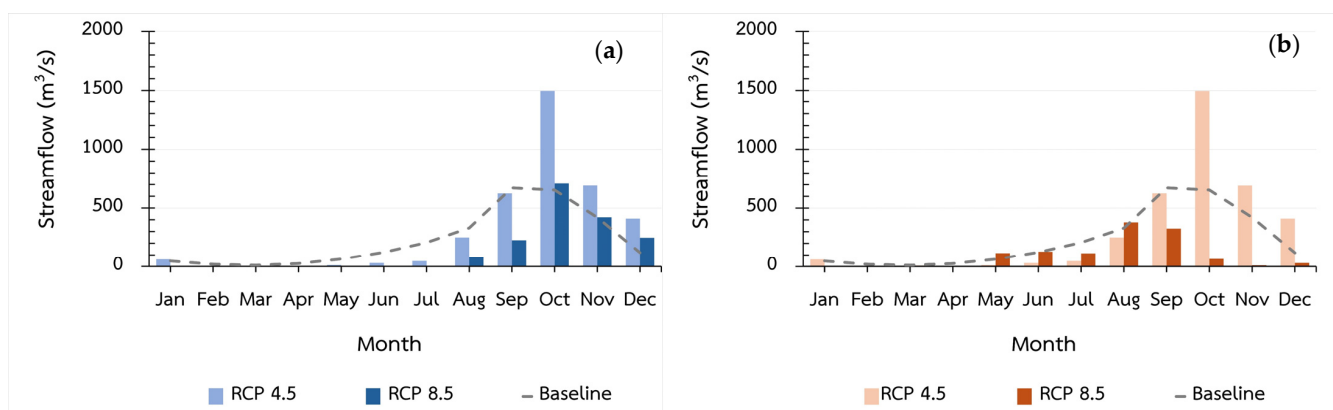 (a)
Streamflow (m³/s)
2000
1500
1000
500
0
Jan Feb Mar Apr May Jun Jul Aug Sep Oct Nov Dec
Month
RCP 4.5 RCP 8.5 Baseline
(b)
Streamflow (m³/s)
2000
1500
1000
500
0
Jan Feb Mar Apr May Jun Jul Aug Sep Oct Nov Dec
Month
RCP 4.5 RCP 8.5 Baseline